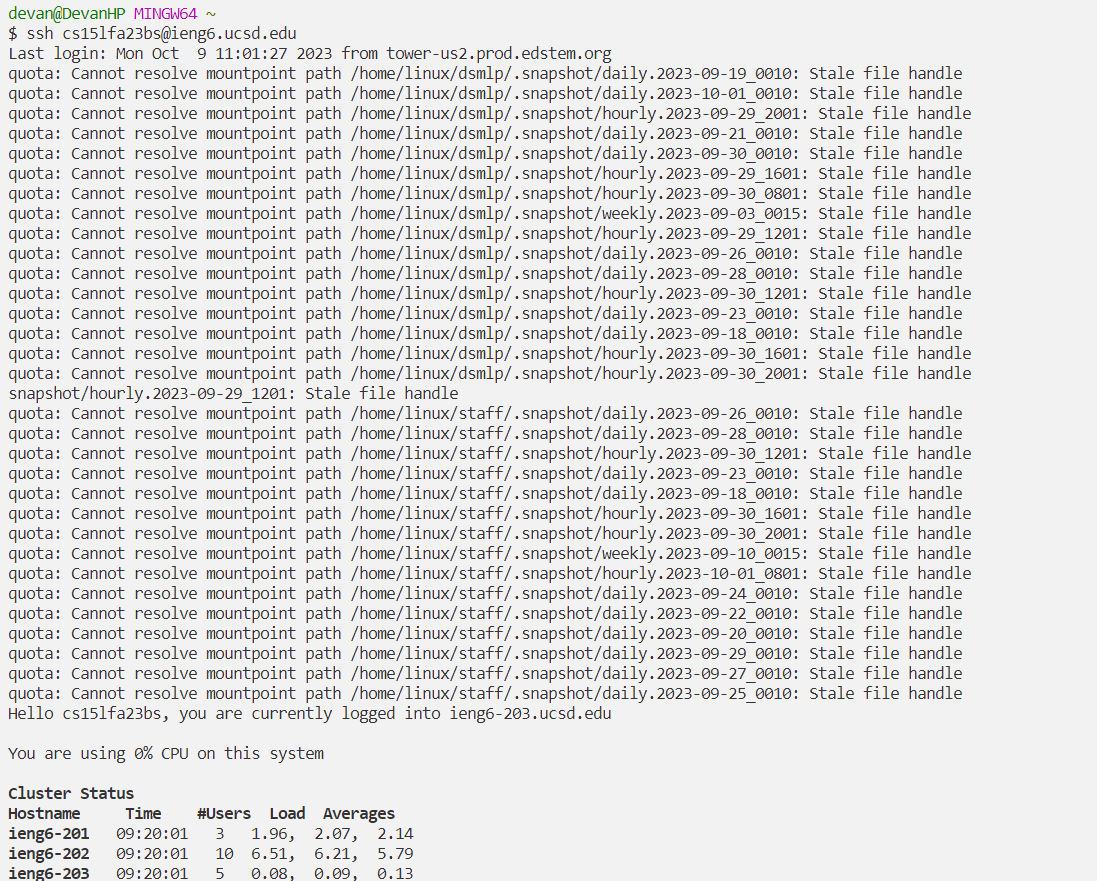 devan@DevanHP MINGW64 ~
$ ssh cs15lfa23bs@ieng6.ucsd.edu
Last login: Mon Oct  9 11:01:27 2023 from tower-us2.prod.edstem.org
quota: Cannot resolve mountpoint path /home/linux/dsmlp/.snapshot/daily.2023-09-19_0010: Stale file handle
quota: Cannot resolve mountpoint path /home/linux/dsmlp/.snapshot/daily.2023-10-01_0010: Stale file handle
quota: Cannot resolve mountpoint path /home/linux/dsmlp/.snapshot/hourly.2023-09-29_2001: Stale file handle
quota: Cannot resolve mountpoint path /home/linux/dsmlp/.snapshot/daily.2023-09-21_0010: Stale file handle
quota: Cannot resolve mountpoint path /home/linux/dsmlp/.snapshot/daily.2023-09-30_0010: Stale file handle
quota: Cannot resolve mountpoint path /home/linux/dsmlp/.snapshot/hourly.2023-09-29_1601: Stale file handle
quota: Cannot resolve mountpoint path /home/linux/dsmlp/.snapshot/hourly.2023-09-30_0801: Stale file handle
quota: Cannot resolve mountpoint path /home/linux/dsmlp/.snapshot/weekly.2023-09-03_0015: Stale file handle
quota: Cannot resolve mountpoint path /home/linux/dsmlp/.snapshot/hourly.2023-09-29_1201: Stale file handle
quota: Cannot resolve mountpoint path /home/linux/dsmlp/.snapshot/daily.2023-09-26_0010: Stale file handle
quota: Cannot resolve mountpoint path /home/linux/dsmlp/.snapshot/daily.2023-09-28_0010: Stale file handle
quota: Cannot resolve mountpoint path /home/linux/dsmlp/.snapshot/hourly.2023-09-30_1201: Stale file handle
quota: Cannot resolve mountpoint path /home/linux/dsmlp/.snapshot/daily.2023-09-23_0010: Stale file handle
quota: Cannot resolve mountpoint path /home/linux/dsmlp/.snapshot/daily.2023-09-18_0010: Stale file handle
quota: Cannot resolve mountpoint path /home/linux/dsmlp/.snapshot/hourly.2023-09-30_1601: Stale file handle
quota: Cannot resolve mountpoint path /home/linux/dsmlp/.snapshot/hourly.2023-09-30_2001: Stale file handle
snapshot/hourly.2023-09-29_1201: Stale file handle
quota: Cannot resolve mountpoint path /home/linux/staff/.snapshot/daily.2023-09-26_0010: Stale file handle
quota: Cannot resolve mountpoint path /home/linux/staff/.snapshot/daily.2023-09-28_0010: Stale file handle
quota: Cannot resolve mountpoint path /home/linux/staff/.snapshot/hourly.2023-09-30_1201: Stale file handle
quota: Cannot resolve mountpoint path /home/linux/staff/.snapshot/daily.2023-09-23_0010: Stale file handle
quota: Cannot resolve mountpoint path /home/linux/staff/.snapshot/daily.2023-09-18_0010: Stale file handle
quota: Cannot resolve mountpoint path /home/linux/staff/.snapshot/hourly.2023-09-30_1601: Stale file handle
quota: Cannot resolve mountpoint path /home/linux/staff/.snapshot/hourly.2023-09-30_2001: Stale file handle
quota: Cannot resolve mountpoint path /home/linux/staff/.snapshot/weekly.2023-09-10_0015: Stale file handle
quota: Cannot resolve mountpoint path /home/linux/staff/.snapshot/hourly.2023-10-01_0801: Stale file handle
quota: Cannot resolve mountpoint path /home/linux/staff/.snapshot/daily.2023-09-24_0010: Stale file handle
quota: Cannot resolve mountpoint path /home/linux/staff/.snapshot/daily.2023-09-22_0010: Stale file handle
quota: Cannot resolve mountpoint path /home/linux/staff/.snapshot/daily.2023-09-20_0010: Stale file handle
quota: Cannot resolve mountpoint path /home/linux/staff/.snapshot/daily.2023-09-29_0010: Stale file handle
quota: Cannot resolve mountpoint path /home/linux/staff/.snapshot/daily.2023-09-27_0010: Stale file handle
quota: Cannot resolve mountpoint path /home/linux/staff/.snapshot/daily.2023-09-25_0010: Stale file handle
Hello cs15lfa23bs, you are currently logged into ieng6-203.ucsd.edu
You are using 0% CPU on this system
Cluster Status
Hostname     Time    #Users  Load  Averages
ieng6-201   09:20:01   3   1.96,  2.07,  2.14
ieng6-202   09:20:01   10  6.51,  6.21,  5.79
ieng6-203   09:20:01   5   0.08,  0.09,  0.13